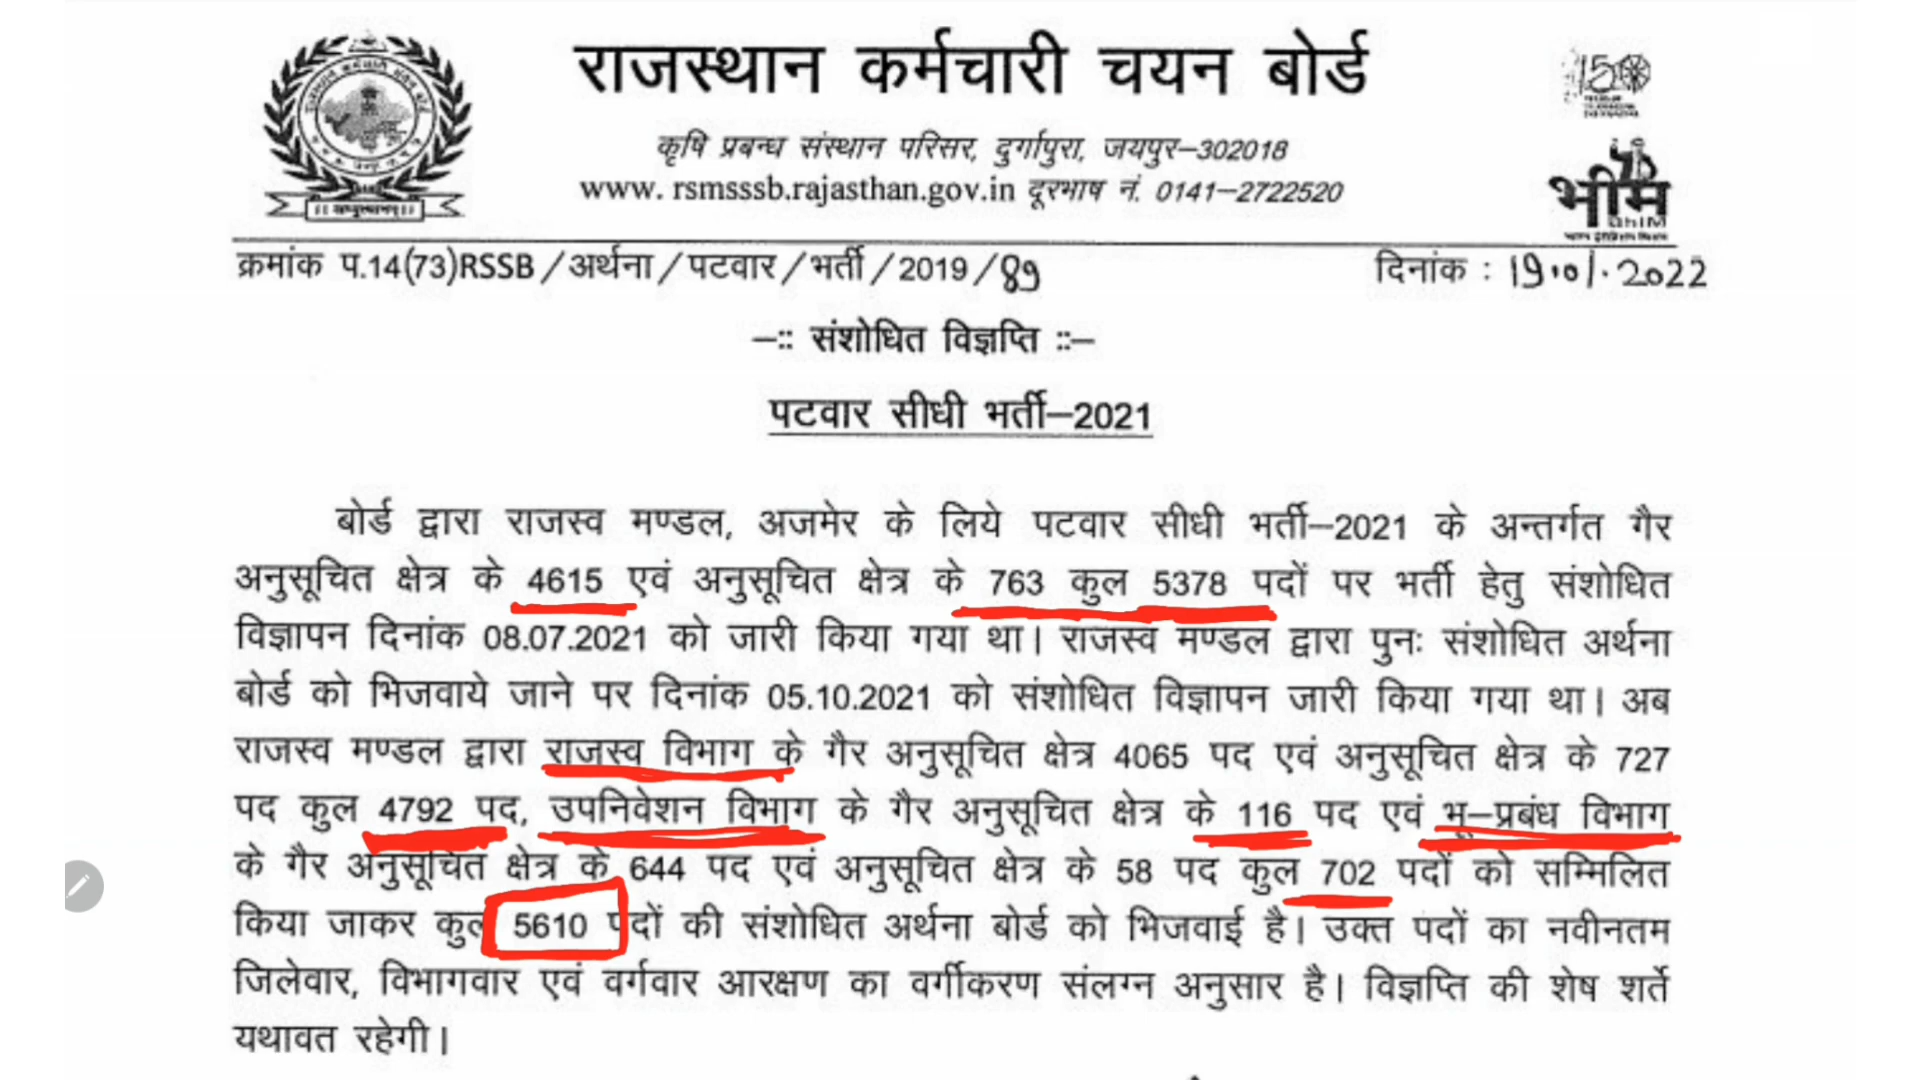 राजस्थान कर्मचारी चयन बोर्ड
कृषि प्रबन्ध संस्थान परिसर, दुर्गापुरा, जयपुर–302018
www. rsmsssb.rajasthan.gov.in दूरभाष नं. 0141–2722520
150
भीम
BHIM
क्रमांक प.14(73)RSSB/अर्थना/पटवार/भर्ती/2019/89
दिनांक : 19.01.2022
–:: संशोधित विज्ञप्ति ::–
पटवार सीधी भर्ती–2021
बोर्ड द्वारा राजस्व मण्डल, अजमेर के लिये पटवार सीधी भर्ती–2021 के अन्तर्गत गैर
अनुसूचित क्षेत्र के 4615 एवं अनुसूचित क्षेत्र के 763 कुल 5378 पदों पर भर्ती हेतु संशोधित
विज्ञापन दिनांक 08.07.2021 को जारी किया गया था। राजस्व मण्डल द्वारा पुनः संशोधित अर्थना
बोर्ड को भिजवाये जाने पर दिनांक 05.10.2021 को संशोधित विज्ञापन जारी किया गया था। अब
राजस्व मण्डल द्वारा राजस्व विभाग के गैर अनुसूचित क्षेत्र 4065 पद एवं अनुसूचित क्षेत्र के 727
पद कुल 4792 पद, उपनिवेशन विभाग के गैर अनुसूचित क्षेत्र के 116 पद एवं भू–प्रबंध विभाग
के गैर अनुसूचित क्षेत्र के 644 पद एवं अनुसूचित क्षेत्र के 58 पद कुल 702 पदों को सम्मिलित
किया जाकर कुल 5610 पदों की संशोधित अर्थना बोर्ड को भिजवाई है। उक्त पदों का नवीनतम
जिलेवार, विभागवार एवं वर्गवार आरक्षण का वर्गीकरण संलग्न अनुसार है। विज्ञप्ति की शेष शर्ते
यथावत रहेगी।